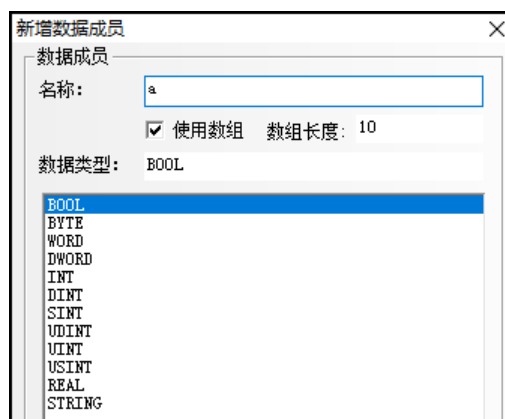 新增数据成员
数据成员
名称: a
使用数组 数组长度: 10
数据类型: BOOL
BOOL
BYTE
WORD
DWORD
INT
DINT
SINT
UDINT
UINT
USINT
REAL
STRING